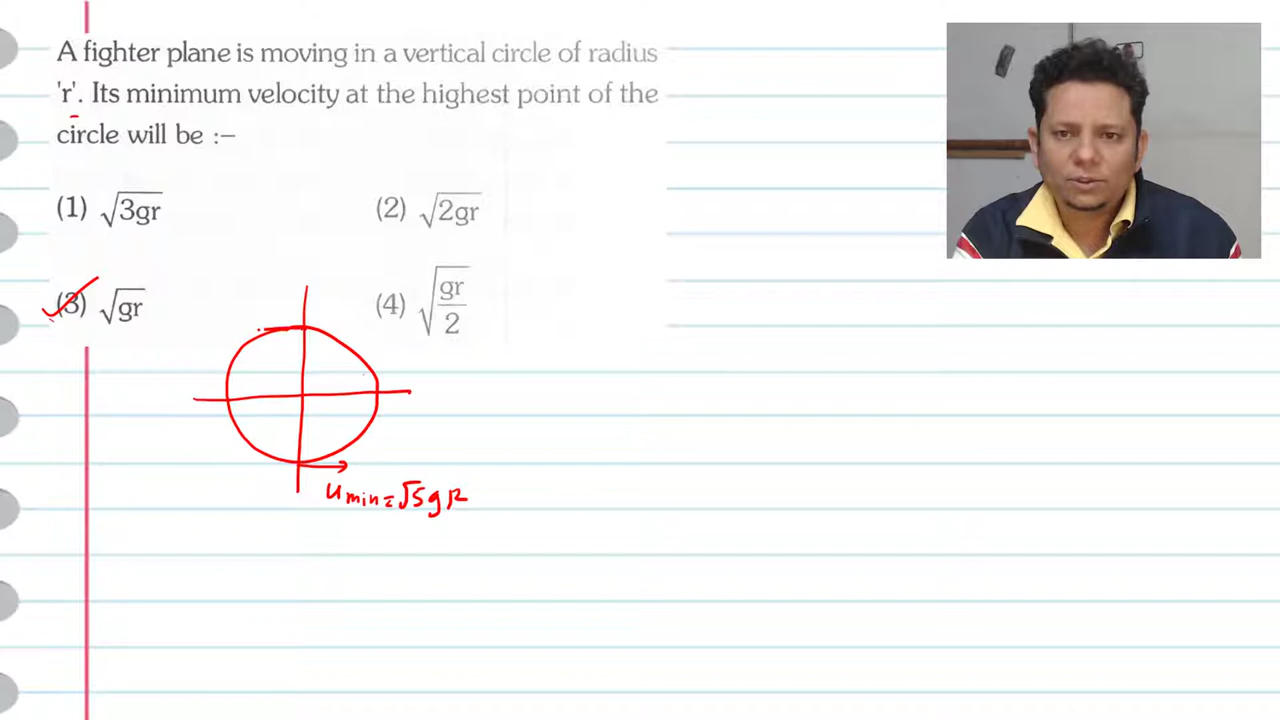 A fighter plane is moving in a vertical circle of radius
'r'. Its minimum velocity at the highest point of the
circle will be :–
(1) √3gr (2) √2gr
(3) √gr (4) √(gr/2)
umin=√5gr